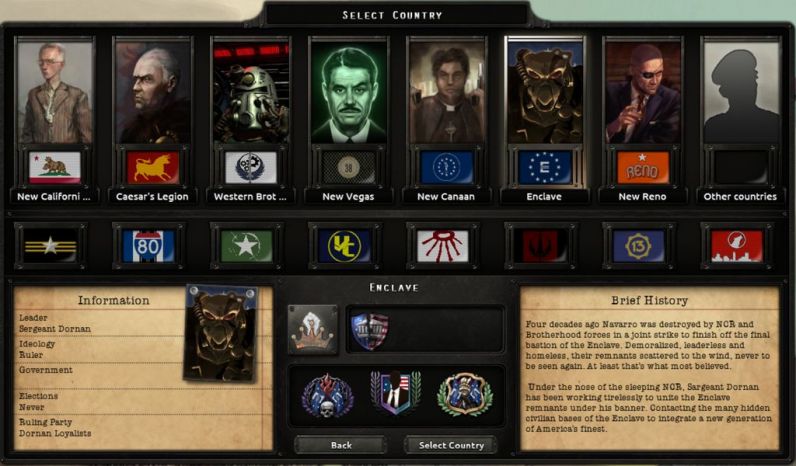 SELECT COUNTRY
New Californi ...
Caesar's Legion
Western Brot ...
New Vegas
New Canaan
Enclave
New Reno
Other countries
38
E
RENO
80
13
Information
Leader
Sergeant Dornan
Ideology
Ruler
Government
Elections
Never
Ruling Party
Dornan Loyalists
ENCLAVE
Back
Select Country
Brief History
Four decades ago Navarro was destroyed by NCR and
Brotherhood forces in a joint strike to finish off the final
bastion of the Enclave. Demoralized, leaderless and
homeless, their remnants scattered to the wind, never to
be seen again. At least that's what most believed.
Under the nose of the sleeping NCR, Sargeant Dornan
has been working tirelessly to unite the Enclave
remnants under his banner. Contacting the many hidden
civilian bases of the Enclave to integrate a new generation
of America's finest.